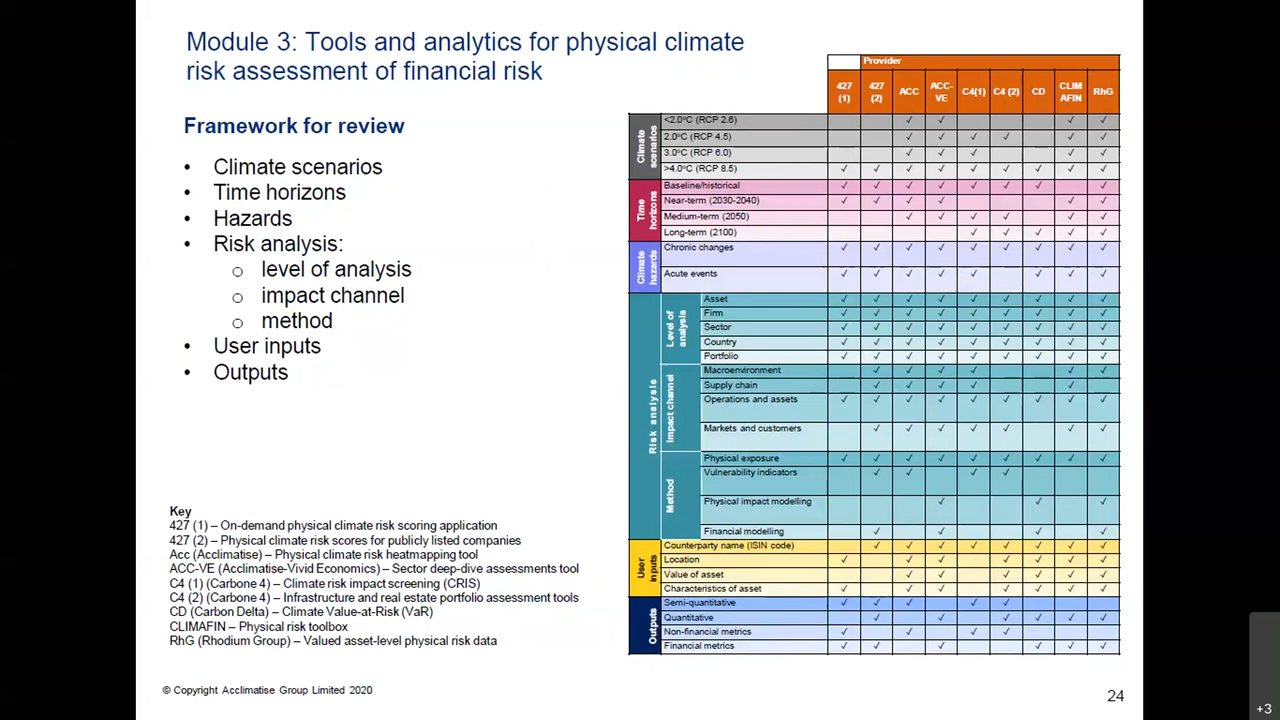 Module 3: Tools and analytics for physical climate
risk assessment of financial risk
Framework for review
• Climate scenarios
• Time horizons
• Hazards
• Risk analysis:
o level of analysis
o impact channel
o method
• User inputs
• Outputs
Key
427 (1) – On-demand physical climate risk scoring application
427 (2) – Physical climate risk scores for publicly listed companies
Acc (Acclimatise) – Physical climate risk heatmapping tool
ACC-VE (Acclimatise-Vivid Economics) – Sector deep-dive assessments tool
C4 (1) (Carbone 4) – Climate risk impact screening (CRIS)
C4 (2) (Carbone 4) – Infrastructure and real estate portfolio assessment tools
CD (Carbon Delta) – Climate Value-at-Risk (VaR)
CLIMAFIN – Physical risk toolbox
RhG (Rhodium Group) – Valued asset-level physical risk data
Provider
427 (1) 427 (2) ACC ACC-VE C4(1) C4 (2) CD CLIM AFIN RhG
Climate scenarios
<2.0°C (RCP 2.6) ✓ ✓ ✓ ✓
2.0°C (RCP 4.5) ✓ ✓ ✓ ✓ ✓ ✓
3.0°C (RCP 6.0) ✓ ✓ ✓ ✓ ✓
>4.0°C (RCP 8.5) ✓ ✓ ✓ ✓ ✓ ✓ ✓ ✓ ✓
Time horizons
Baseline/historical ✓ ✓ ✓ ✓ ✓ ✓ ✓ ✓
Near-term (2030-2040) ✓ ✓ ✓ ✓ ✓ ✓
Medium-term (2050) ✓ ✓ ✓ ✓ ✓ ✓
Long-term (2100) ✓ ✓ ✓ ✓ ✓
Climate hazards
Chronic changes ✓ ✓ ✓ ✓ ✓ ✓ ✓ ✓ ✓
Acute events ✓ ✓ ✓ ✓ ✓ ✓ ✓
Risk analysis
Level of analysis
Asset ✓ ✓ ✓ ✓ ✓ ✓ ✓ ✓ ✓
Firm ✓ ✓ ✓ ✓ ✓ ✓ ✓ ✓ ✓
Sector ✓ ✓ ✓ ✓ ✓ ✓ ✓ ✓ ✓
Country ✓ ✓ ✓ ✓ ✓ ✓ ✓ ✓ ✓
Portfolio ✓ ✓ ✓ ✓ ✓ ✓ ✓ ✓ ✓
Impact channel
Macroenvironment ✓ ✓ ✓ ✓ ✓ ✓
Supply chain ✓ ✓ ✓ ✓ ✓
Operations and assets ✓ ✓ ✓ ✓ ✓ ✓ ✓ ✓ ✓
Markets and customers ✓ ✓ ✓ ✓ ✓ ✓ ✓
Method
Physical exposure ✓ ✓ ✓ ✓ ✓ ✓ ✓ ✓ ✓
Vulnerability indicators ✓ ✓ ✓ ✓
Physical impact modelling ✓ ✓ ✓
Financial modelling ✓ ✓ ✓ ✓ ✓
User inputs
Counterparty name (ISIN code) ✓ ✓ ✓ ✓ ✓ ✓ ✓ ✓
Location ✓ ✓ ✓ ✓ ✓ ✓ ✓
Value of asset ✓ ✓ ✓ ✓ ✓ ✓
Characteristics of asset ✓ ✓ ✓ ✓ ✓ ✓ ✓
Outputs
Semi-quantitative ✓ ✓ ✓ ✓ ✓
Quantitative ✓ ✓ ✓ ✓ ✓ ✓
Non-financial metrics ✓ ✓ ✓ ✓
Financial metrics ✓ ✓ ✓ ✓ ✓ ✓
© Copyright Acclimatise Group Limited 2020
24
+3